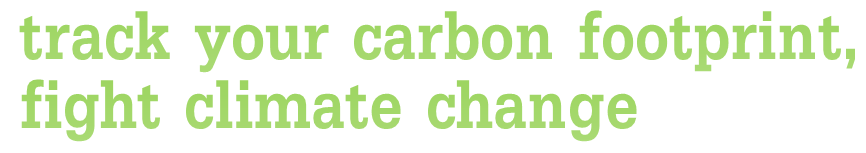 track your carbon footprint,
fight climate change